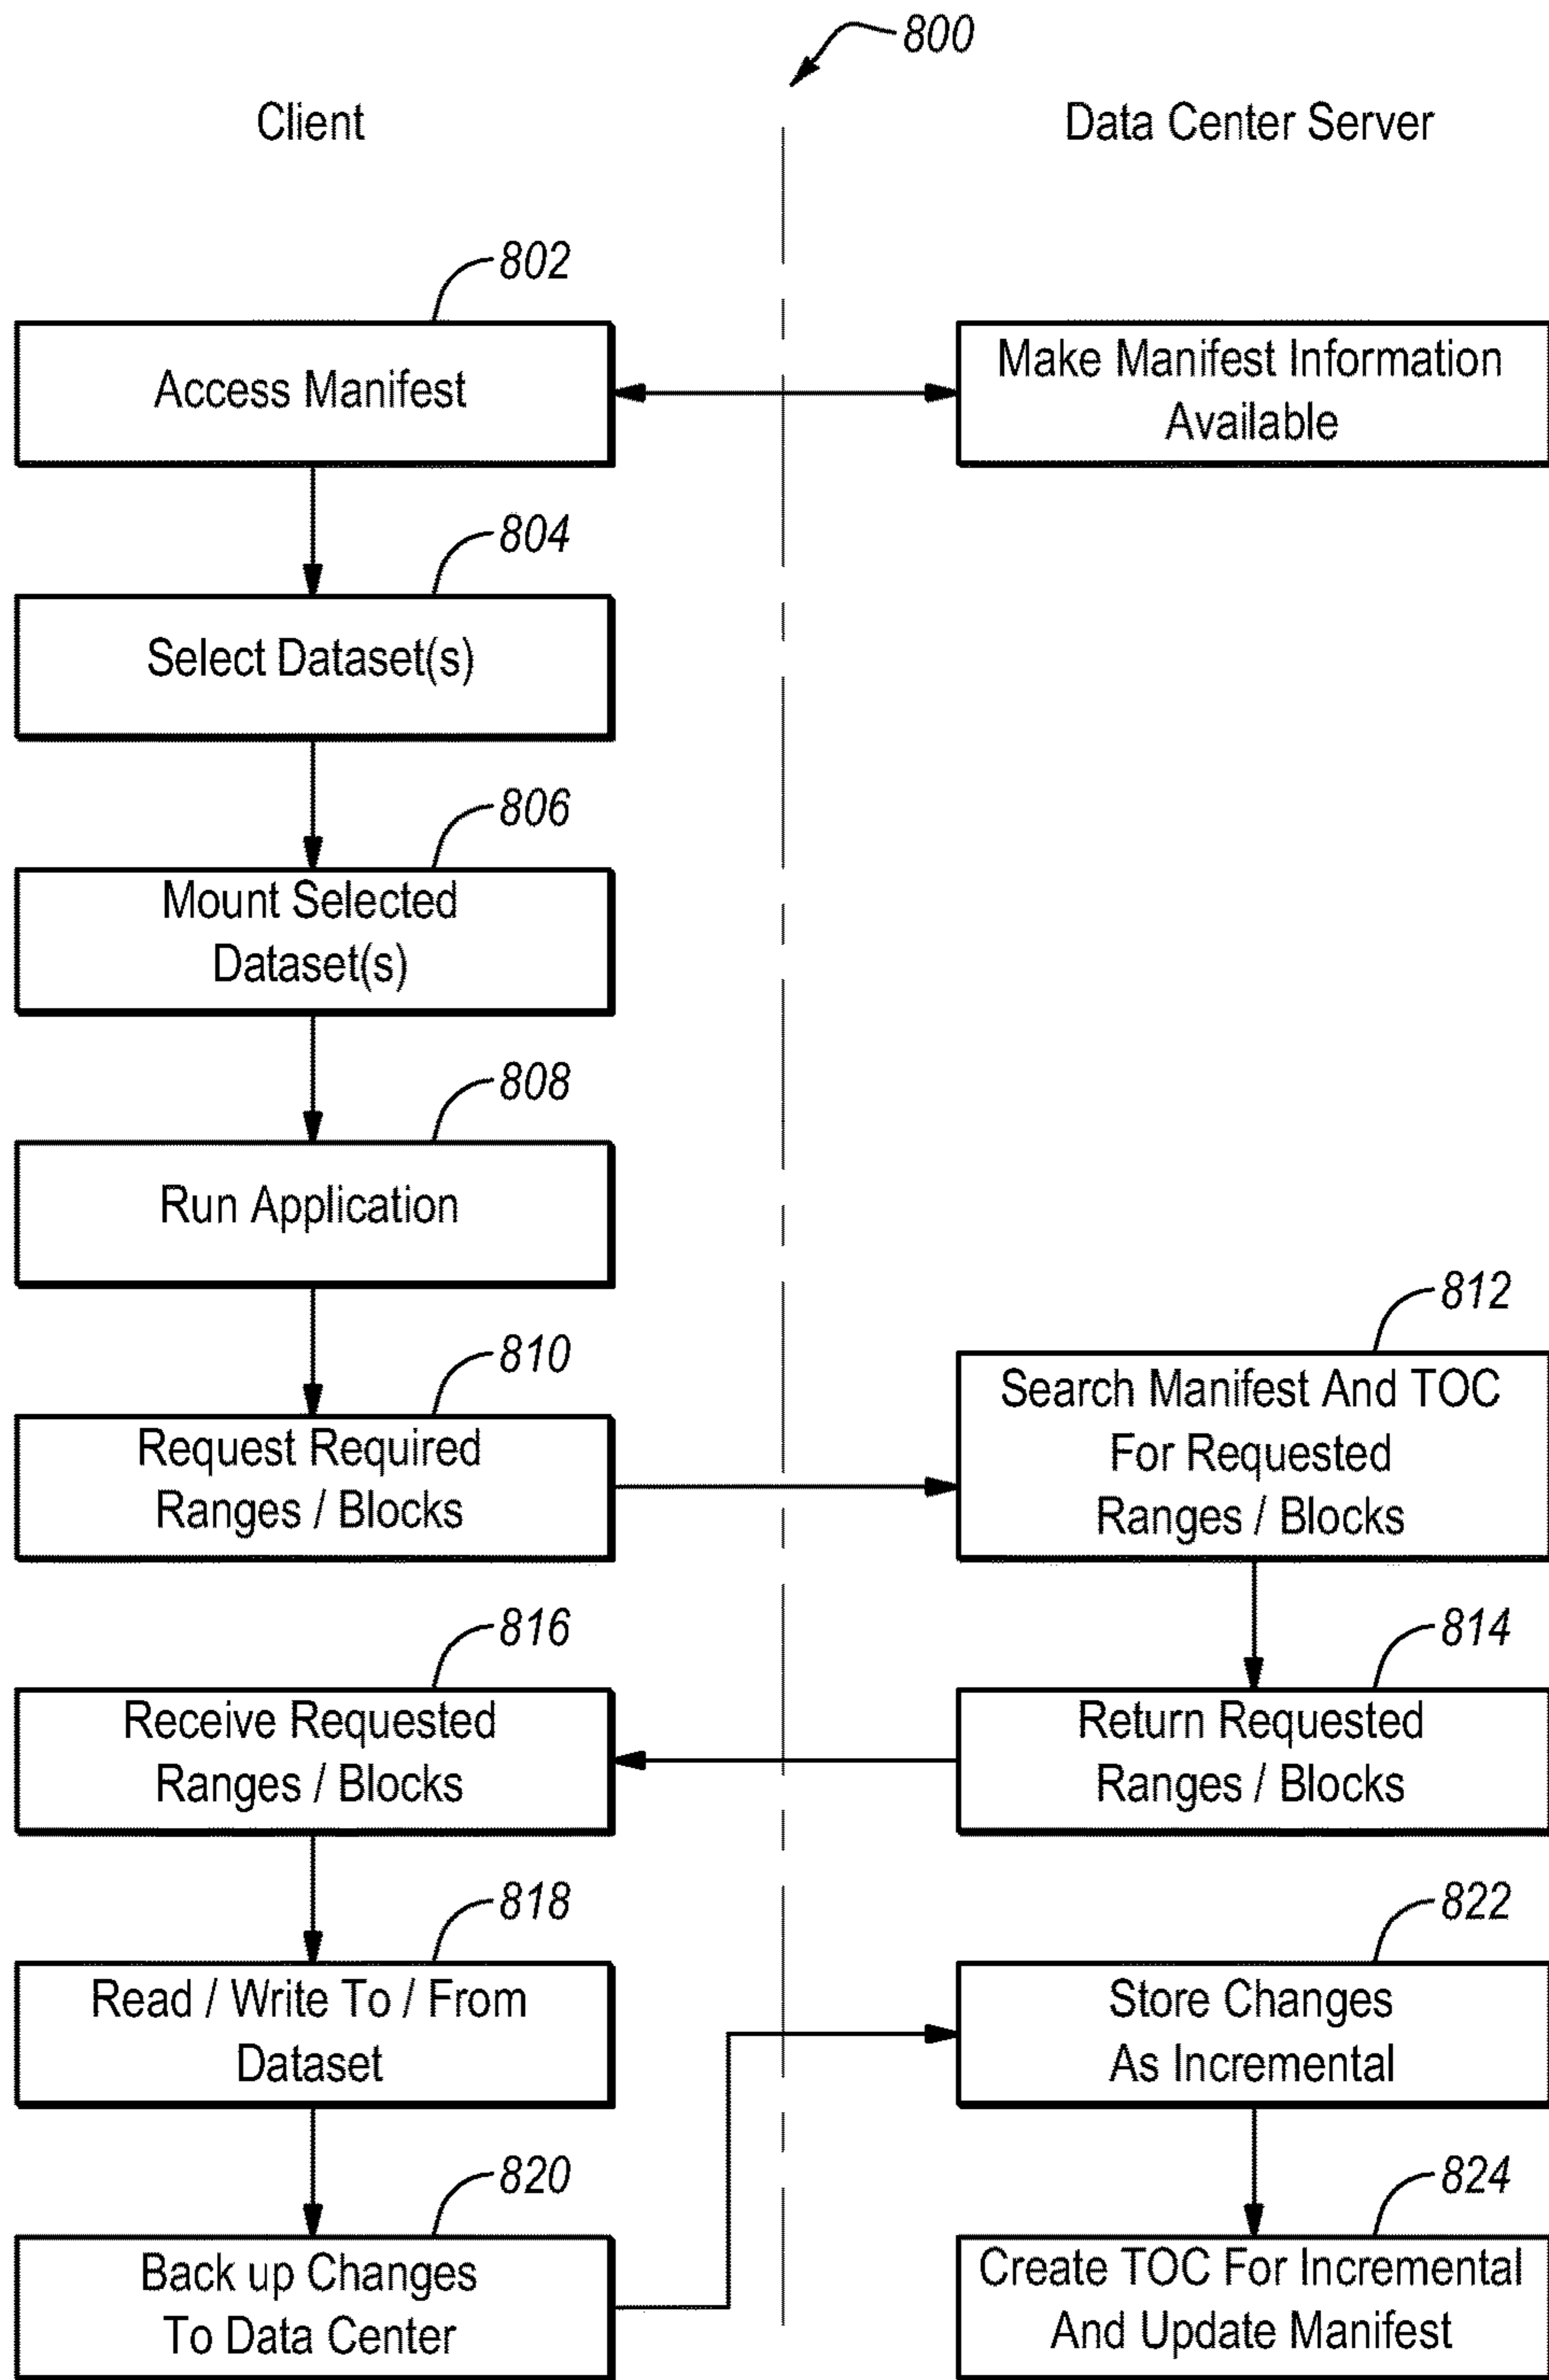 800
Client
Data Center Server
802
Access Manifest
Make Manifest Information
Available
804
Select Dataset(s)
806
Mount Selected
Dataset(s)
808
Run Application
810
Request Required
Ranges / Blocks
812
Search Manifest And TOC
For Requested
Ranges / Blocks
814
Return Requested
Ranges / Blocks
816
Receive Requested
Ranges / Blocks
818
Read / Write To / From
Dataset
820
Back up Changes
To Data Center
822
Store Changes
As Incremental
824
Create TOC For Incremental
And Update Manifest